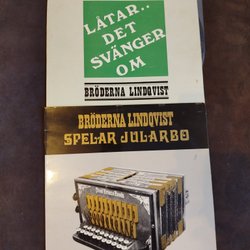 LÅTAR..
DET
SVÄNGER
OM
BRÖDERNA LINDQVIST
BRÖDERNA LINDQVIST
SPELAR JULARBO